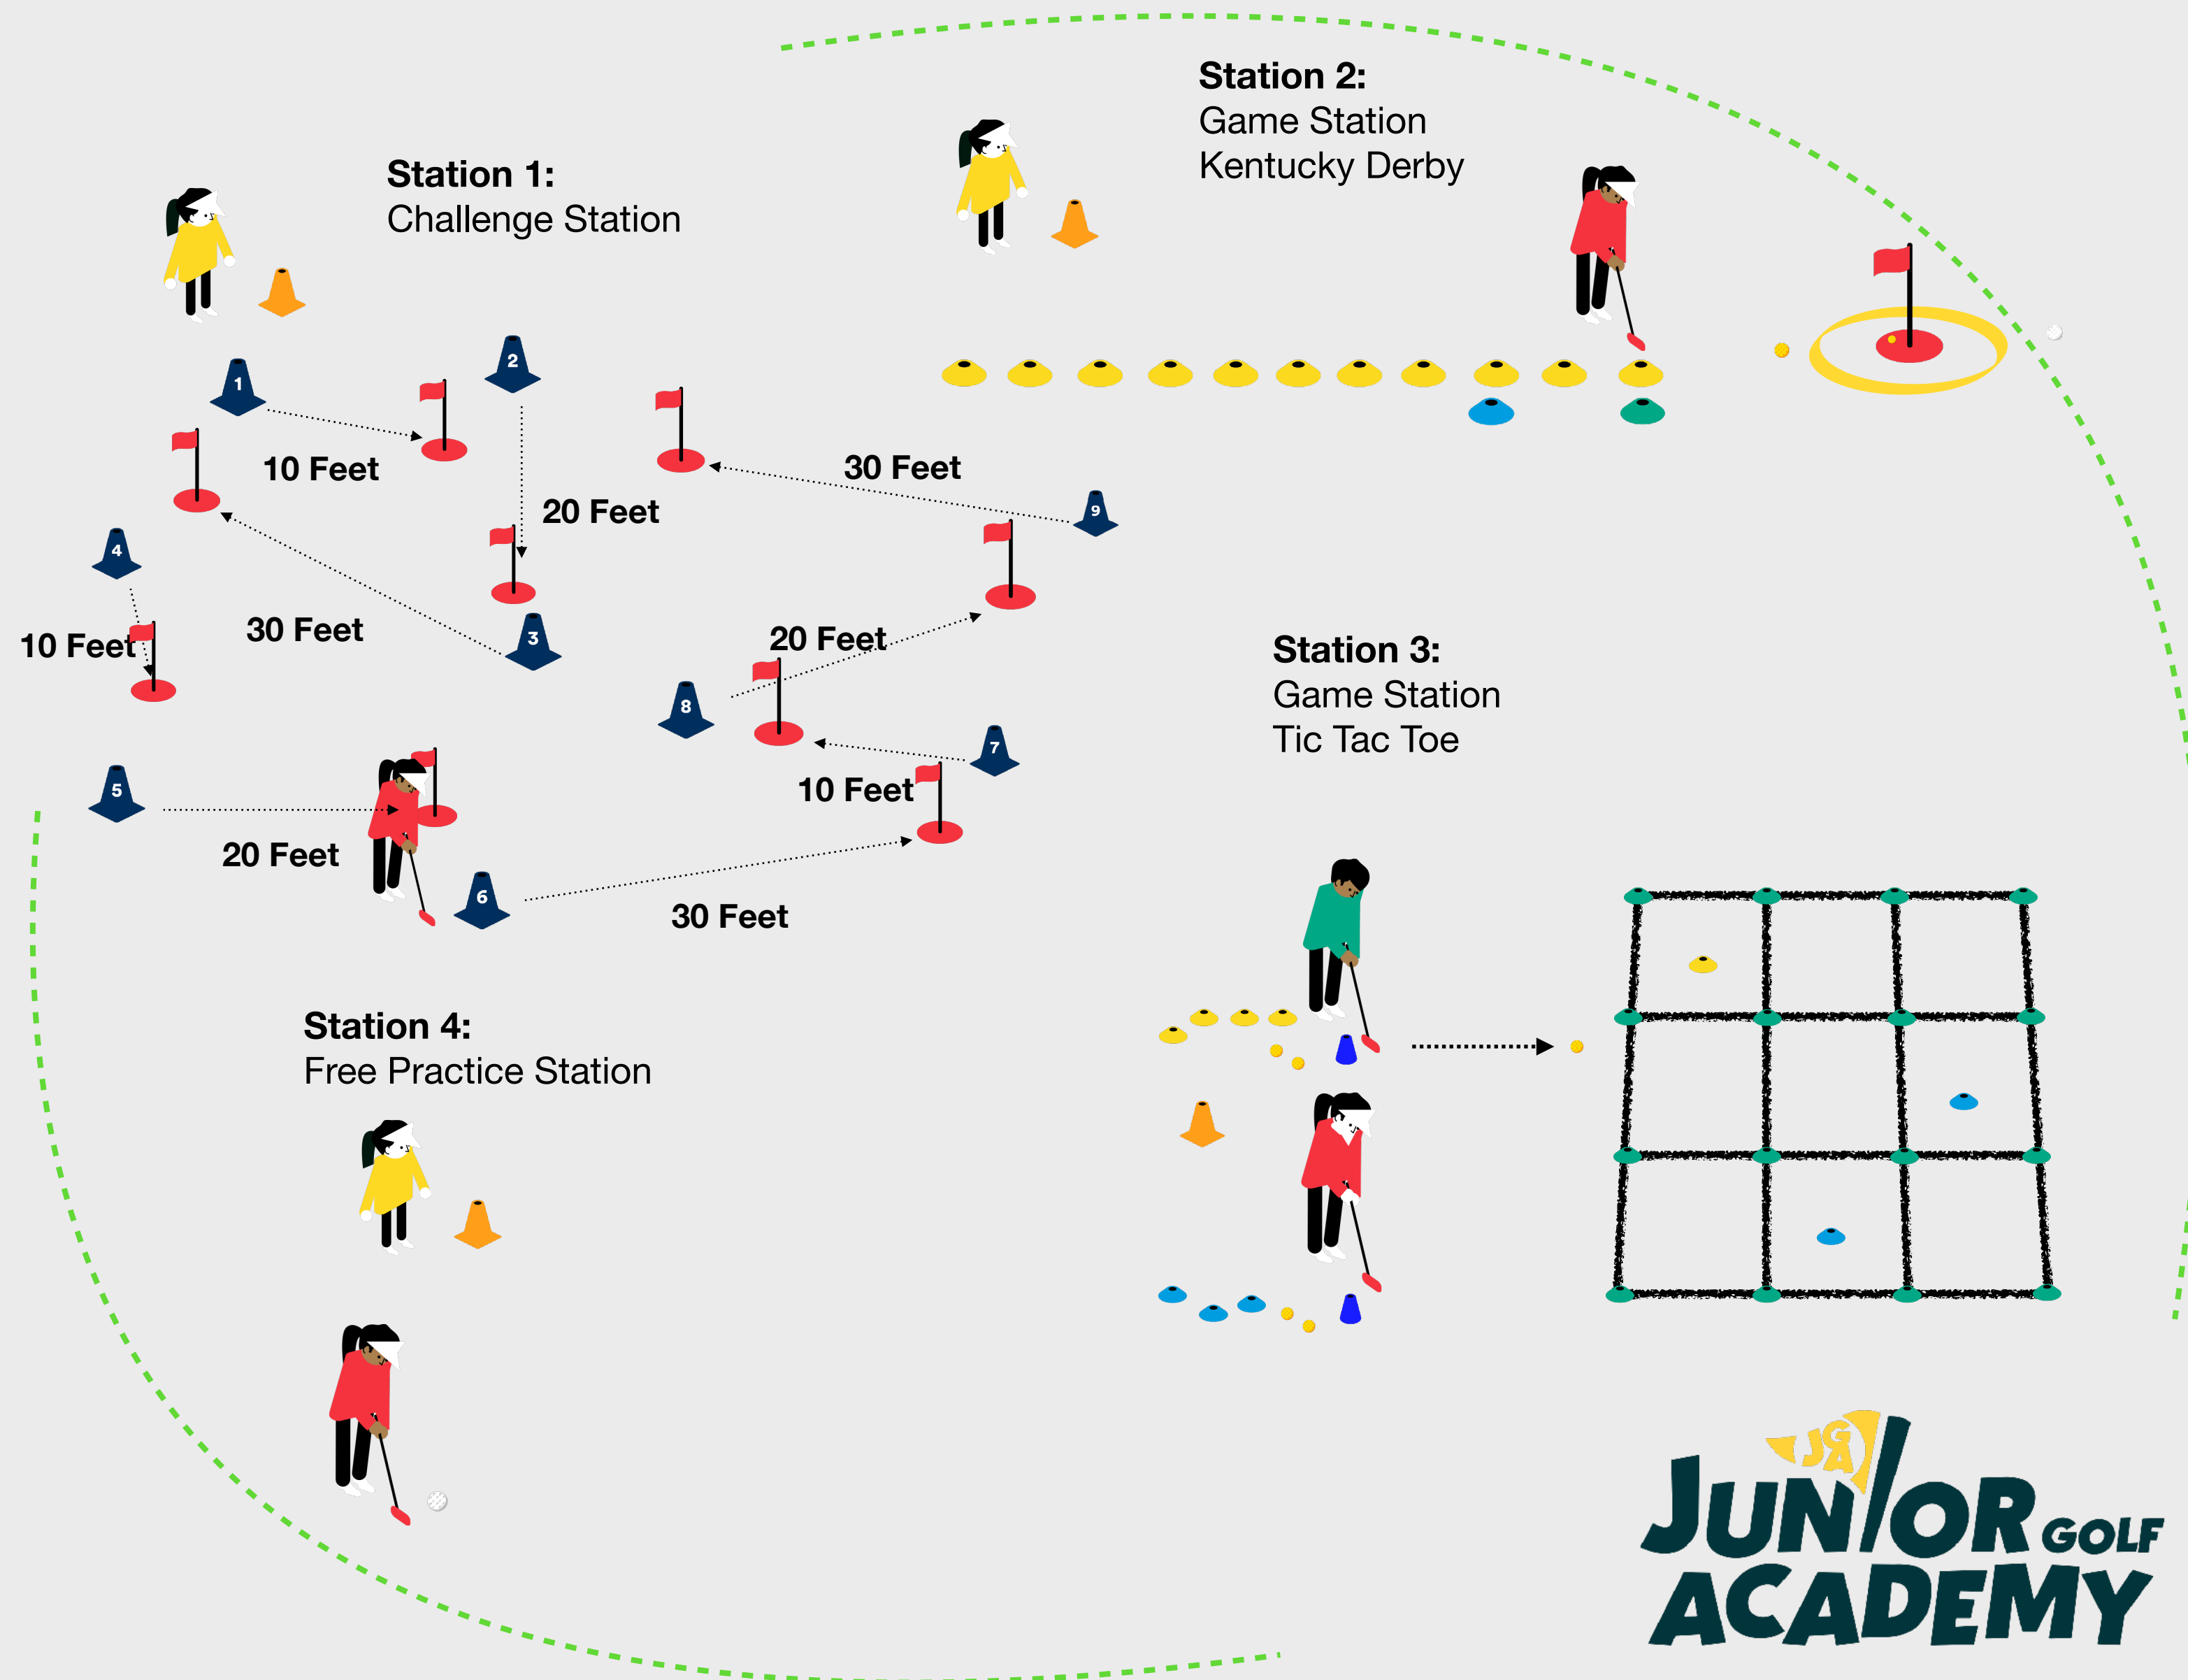 Station 1:
Challenge Station
1
2
10 Feet
20 Feet
3
30 Feet
4
10 Feet
5
20 Feet
6
30 Feet
7
10 Feet
8
20 Feet
9
30 Feet
Station 2:
Game Station
Kentucky Derby
Station 3:
Game Station
Tic Tac Toe
Station 4:
Free Practice Station
JGA
JUNIOR GOLF
ACADEMY